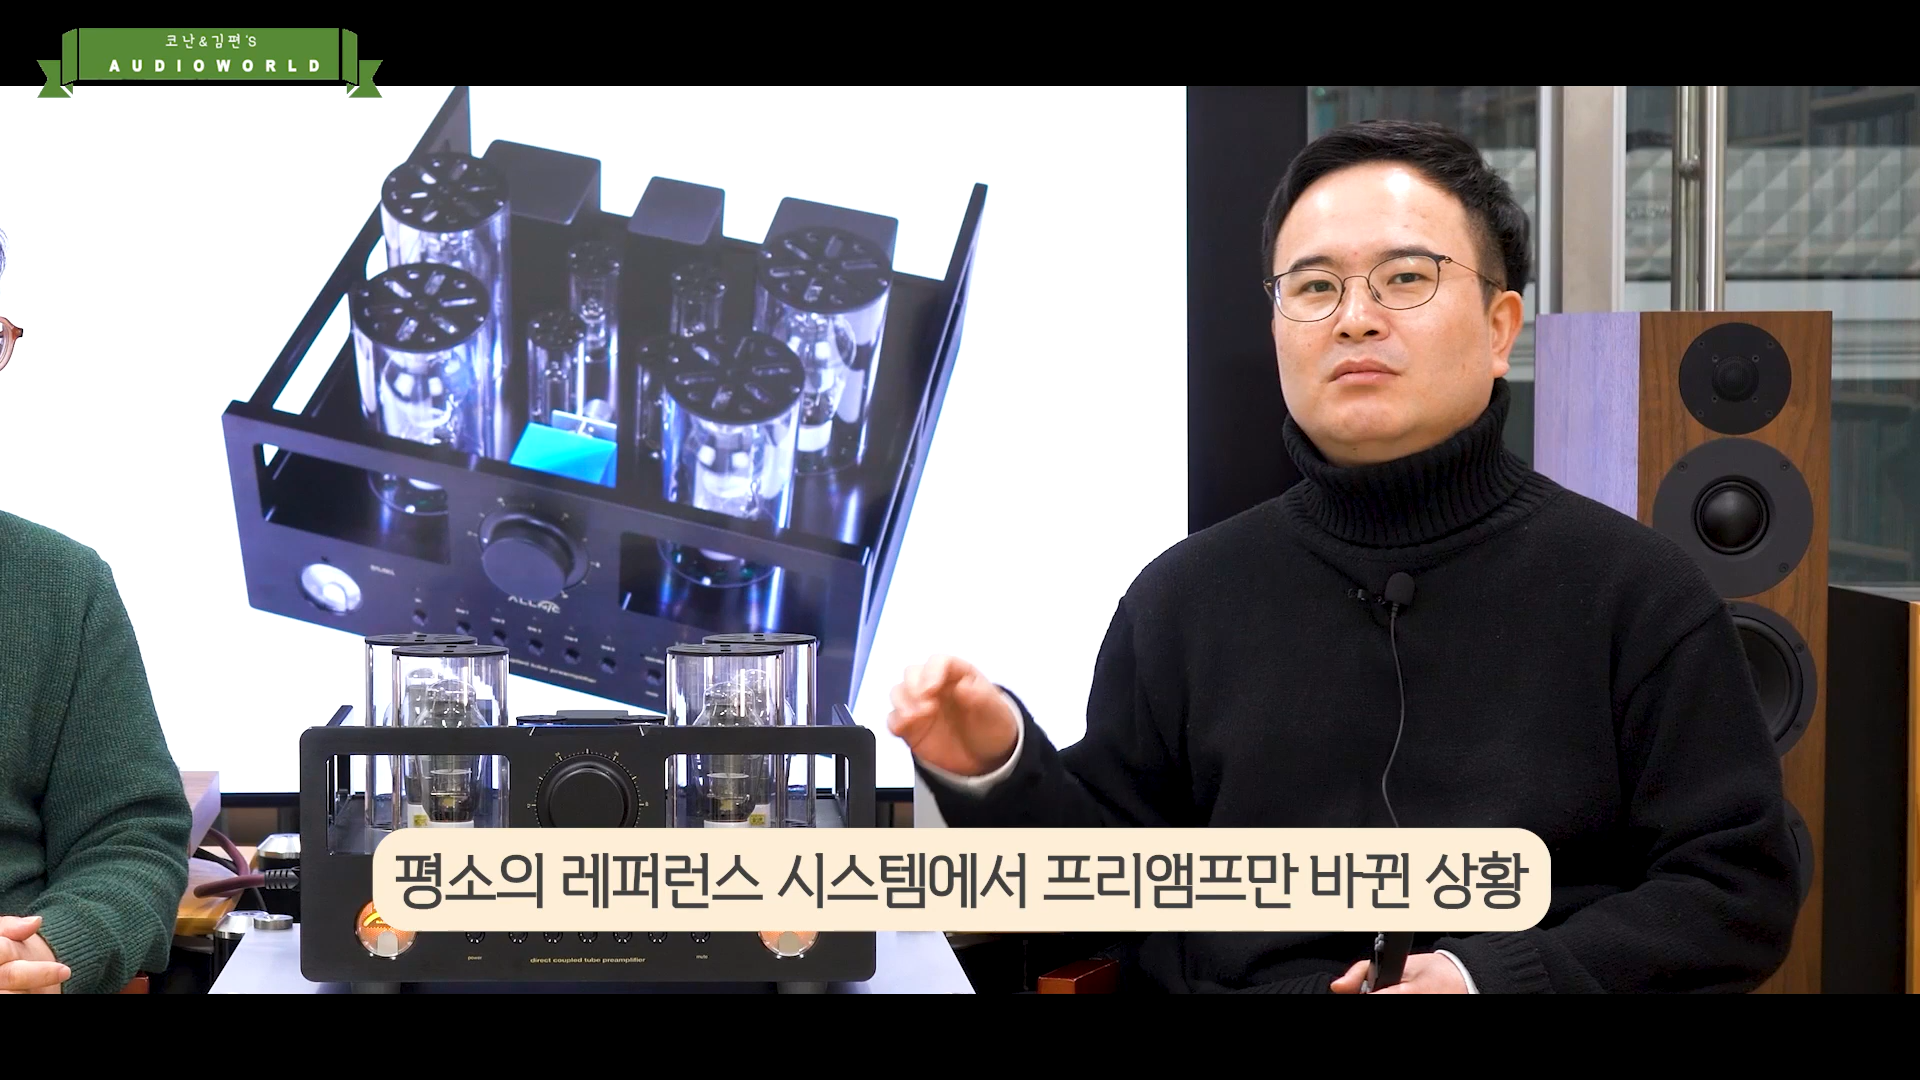 코난&김편'S
AUDIOWORLD
ALLNIC
평소의 레퍼런스 시스템에서 프리앰프만 바뀐 상황
power
direct coupled tube preamplifier
mute